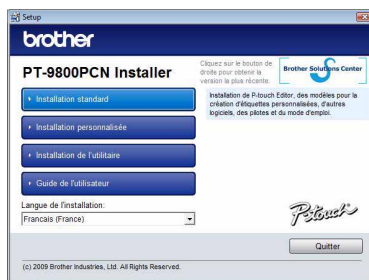 Setup
brother
PT-9800PCN Installer
Cliquez sur le bouton de
droite pour obtenir la
version la plus récente.
Brother Solutions Center
Installation standard
Installation personnalisée
Installation de l'utilitaire
Guide de l'utilisateur
Installation de P-touch Editor, des modèles pour la
création d'étiquettes personnalisées, d'autres
logiciels, des pilotes et du mode d'emploi.
Langue de l'installation:
Francais (France)
P-touch
Quitter
(c) 2009 Brother Industries, Ltd. All Rights Reserved.